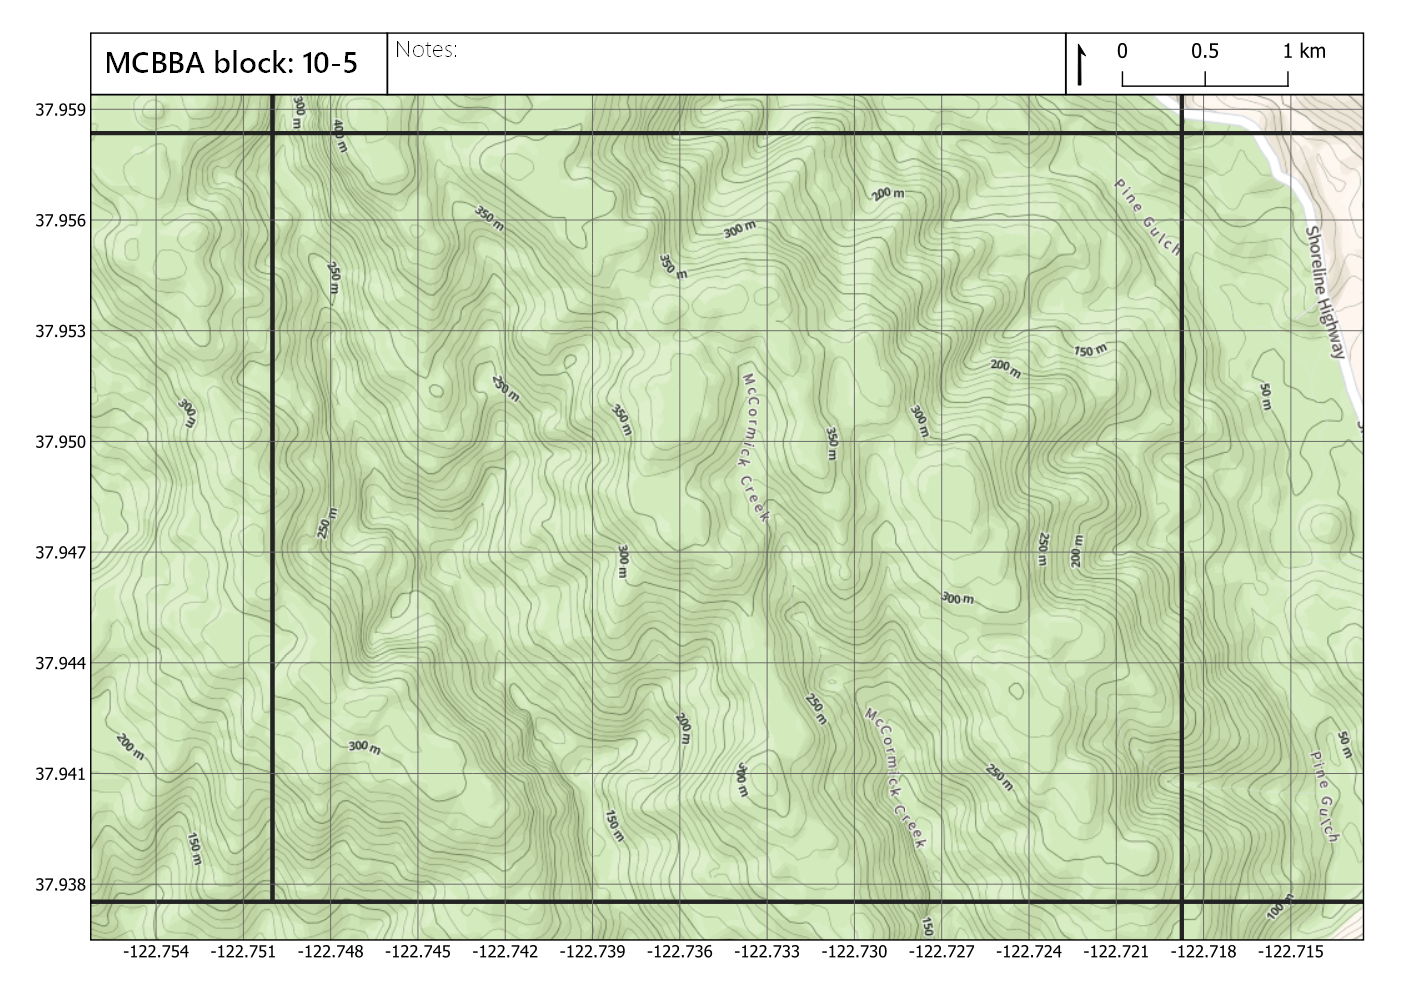 MCBBA block: 10-5
Notes:
0 0.5 1 km
37.959
300 m
400 m
37.956
350 m
200 m
300 m
350 m
250 m
Pine Gulch
Shoreline Highway
37.953
150 m
200 m
250 m
300 m
350 m
McCormick Creek
350 m
300 m
50 m
37.950
250 m
37.947
300 m
250 m
200 m
300 m
37.944
250 m
200 m
McCormick Creek
200 m
300 m
50 m
37.941
250 m
Pine Gulch
150 m
150 m
37.938
100 m
150
-122.754 -122.751 -122.748 -122.745 -122.742 -122.739 -122.736 -122.733 -122.730 -122.727 -122.724 -122.721 -122.718 -122.715